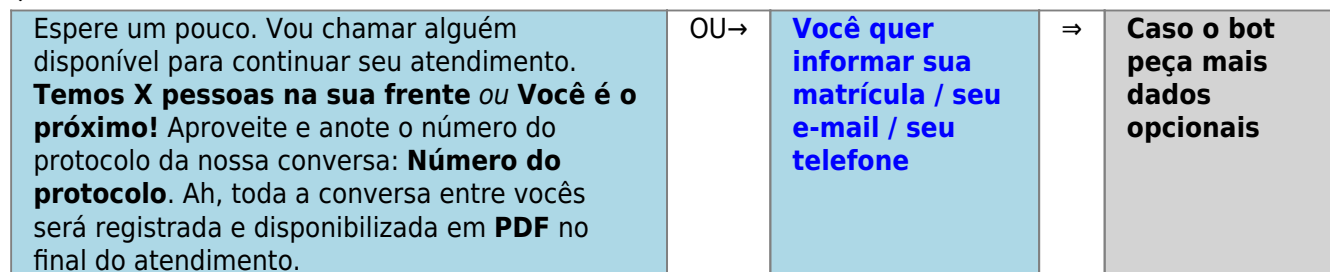 Espere um pouco. Vou chamar alguém
disponível para continuar seu atendimento.
Temos X pessoas na sua frente ou Você é o
próximo! Aproveite e anote o número do
protocolo da nossa conversa: Número do
protocolo. Ah, toda a conversa entre vocês
será registrada e disponibilizada em PDF no
final do atendimento.
OU→
Você quer
informar sua
matrícula / seu
e-mail / seu
telefone
⇒
Caso o bot
peça mais
dados
opcionais